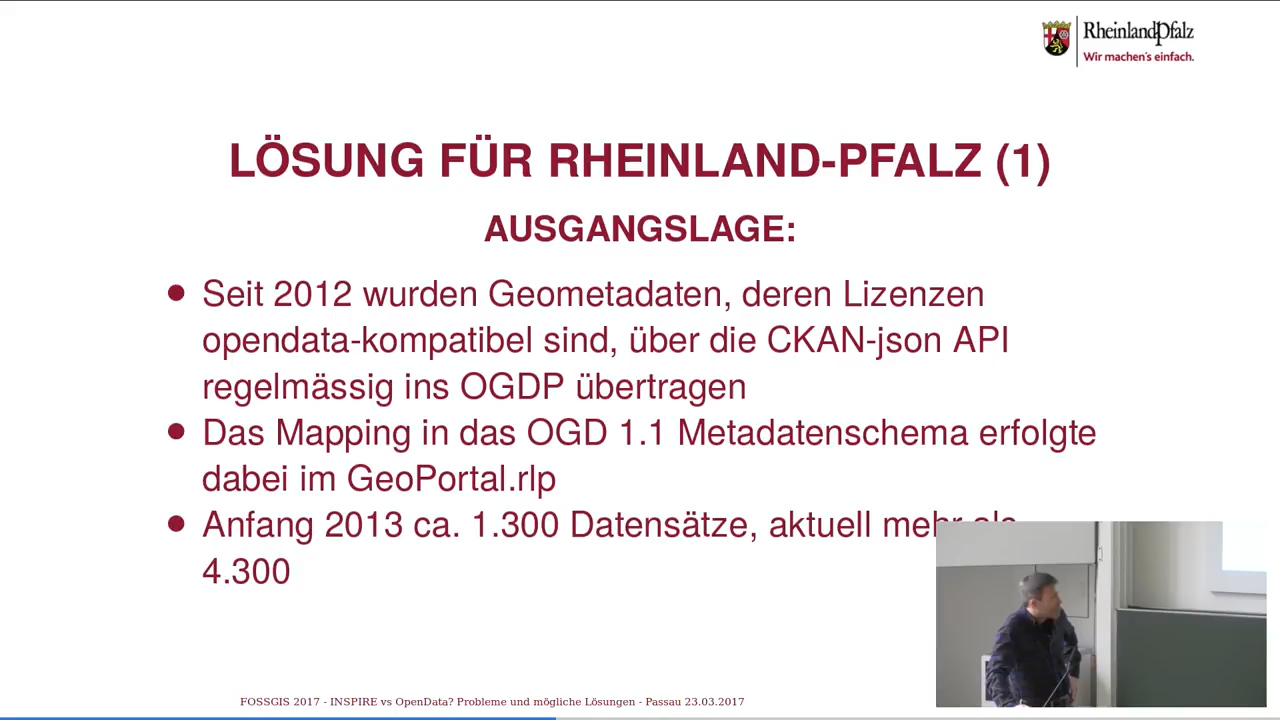 RheinlandPfalz
Wir machen's einfach.
LÖSUNG FÜR RHEINLAND-PFALZ (1)
AUSGANGSLAGE:
• Seit 2012 wurden Geometadaten, deren Lizenzen
opendata-kompatibel sind, über die CKAN-json API
regelmässig ins OGDP übertragen
• Das Mapping in das OGD 1.1 Metadatenschema erfolgte
dabei im GeoPortal.rlp
• Anfang 2013 ca. 1.300 Datensätze, aktuell mehr als
4.300
FOSSGIS 2017 - INSPIRE vs OpenData? Probleme und mögliche Lösungen - Passau 23.03.2017